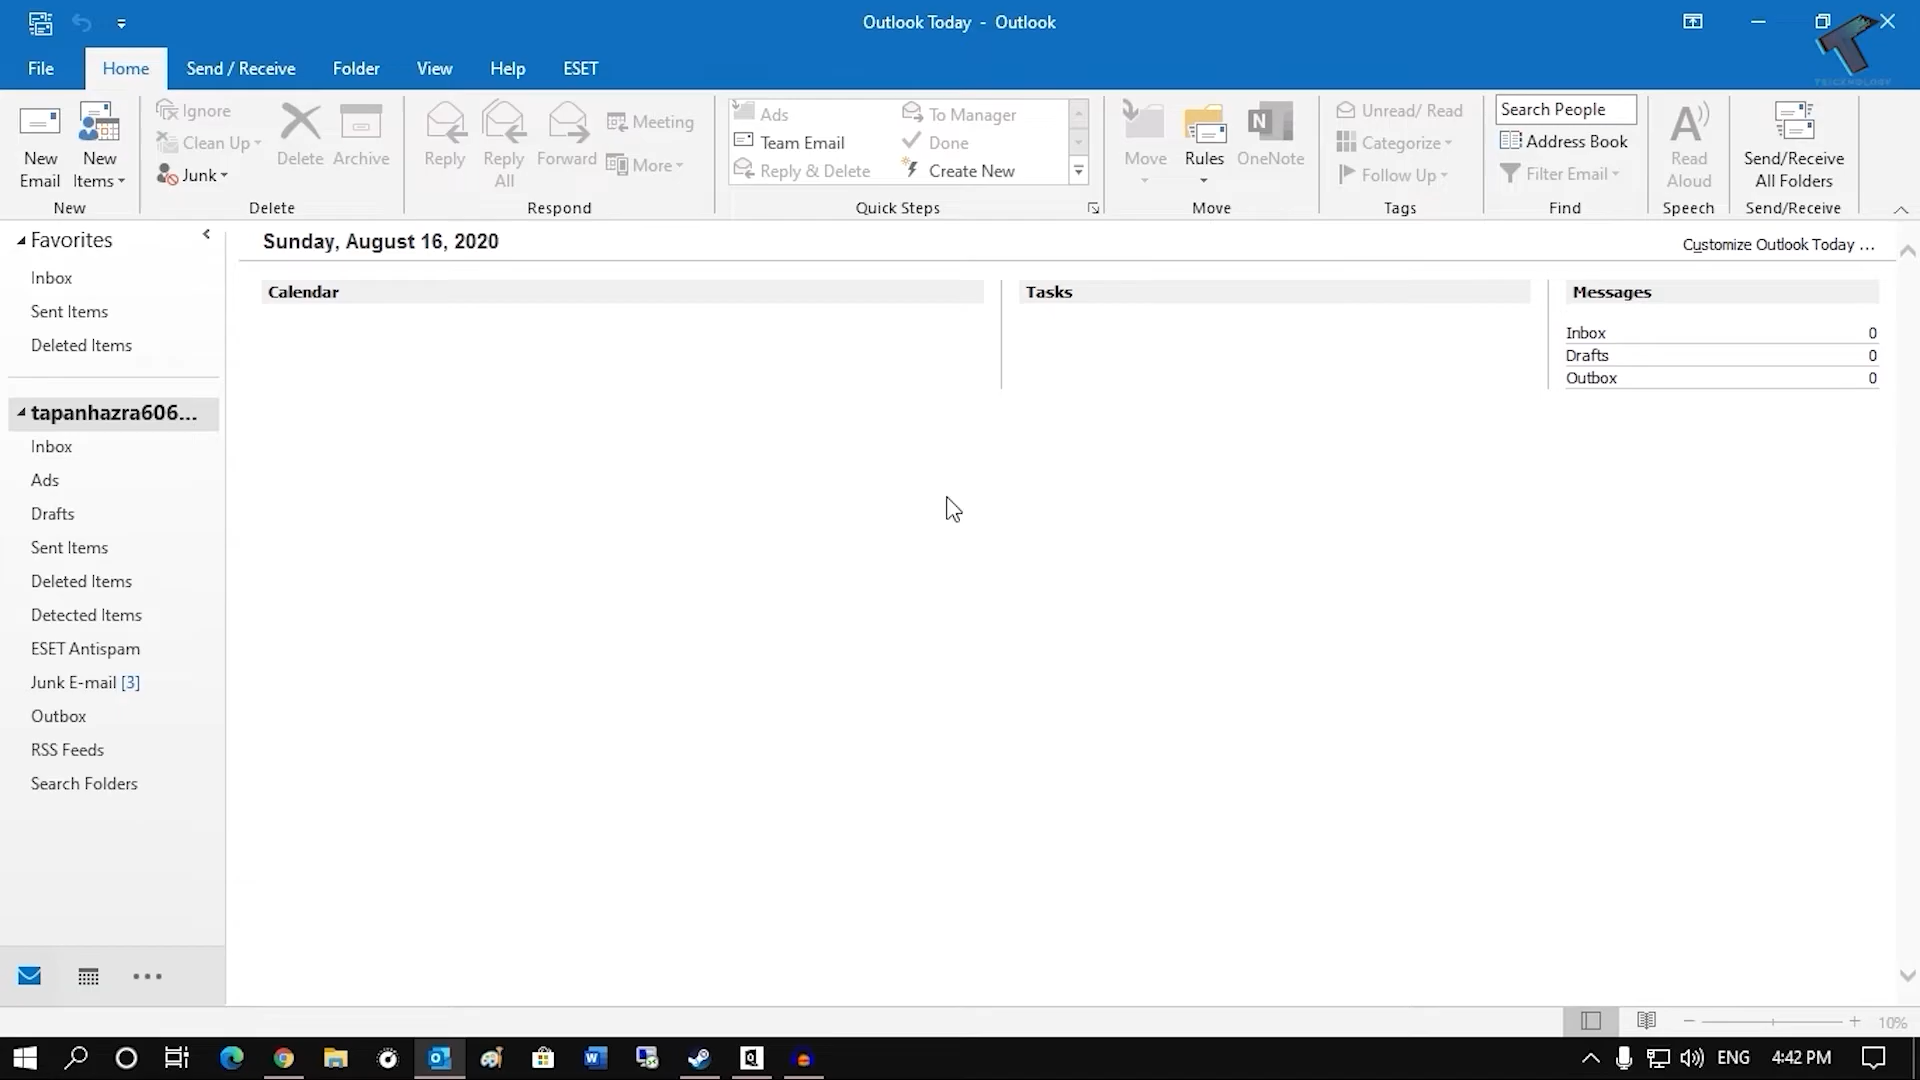 Outlook Today - Outlook
TRICKNOLOGY
File Home Send / Receive Folder View Help ESET
New Email
New Items
New
Ignore
Clean Up
Junk
Delete
Archive
Delete
Reply
Reply All
Forward
Meeting
More
Respond
Ads
Team Email
Reply & Delete
To Manager
Done
Create New
Quick Steps
Move
Rules
OneNote
Move
Unread/ Read
Categorize
Follow Up
Tags
Search People
Address Book
Filter Email
Find
Read Aloud
Speech
Send/Receive All Folders
Send/Receive
Favorites
Inbox
Sent Items
Deleted Items
tapanhazra606...
Inbox
Ads
Drafts
Sent Items
Deleted Items
Detected Items
ESET Antispam
Junk E-mail [3]
Outbox
RSS Feeds
Search Folders
Sunday, August 16, 2020
Customize Outlook Today ...
Calendar
Tasks
Messages
Inbox 0
Drafts 0
Outbox 0
10%
ENG 4:42 PM